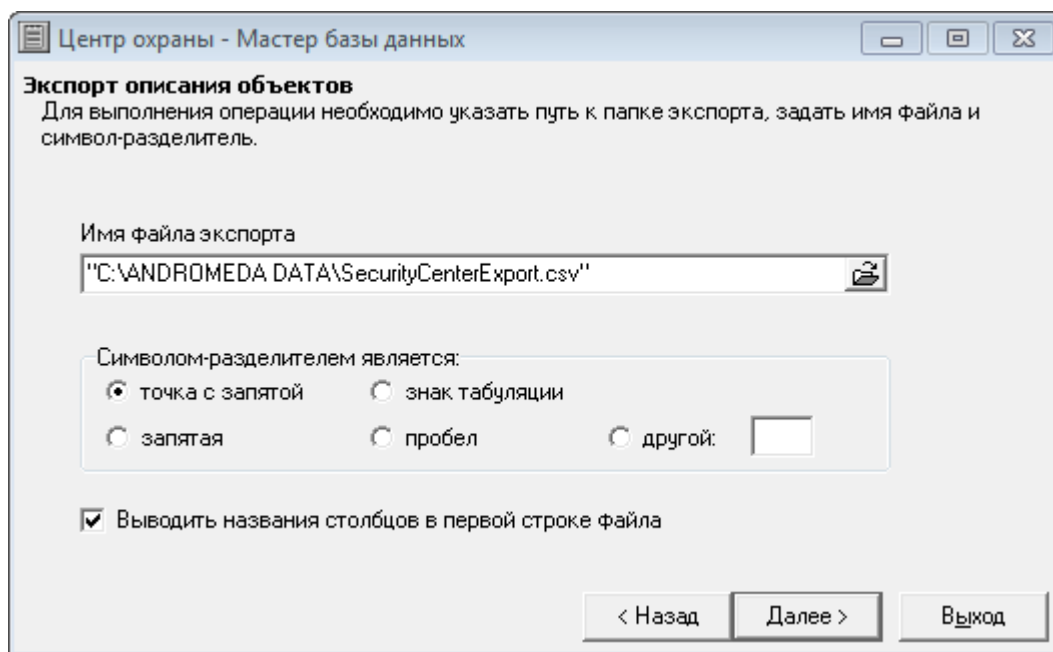 Центр охраны - Мастер базы данных
Экспорт описания объектов
Для выполнения операции необходимо указать путь к папке экспорта, задать имя файла и
символ-разделитель.
Имя файла экспорта
"C:\ANDROMEDA DATA\SecurityCenterExport.csv"
Символом-разделителем является:
точка с запятой знак табуляции
запятая пробел другой:
Выводить названия столбцов в первой строке файла
< Назад Далее > Выход